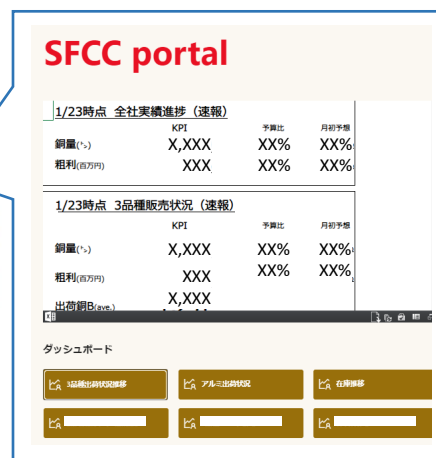 SFCC portal
1/23時点 全社実績進捗（速報）
KPI 予算比 月初予想
銅量(㌧) X,XXX XX% XX%
粗利(百万円) XXX XX% XX%
1/23時点 3品種販売状況（速報）
KPI 予算比 月初予想
銅量(㌧) X,XXX XX% XX%
粗利(百万円) XXX XX% XX%
出荷銅B(ave.) X,XXX
ダッシュボード
3品種出荷状況推移 アルミ出荷状況 在庫推移